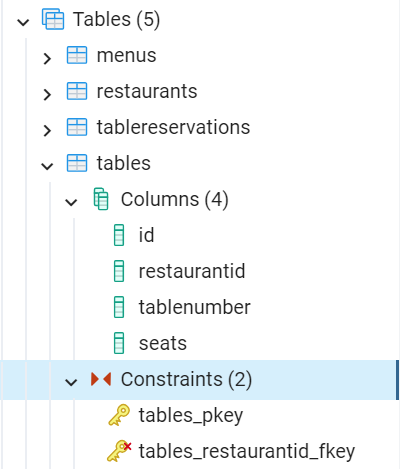 Tables (5)
menus
restaurants
tablereservations
tables
Columns (4)
id
restaurantid
tablenumber
seats
Constraints (2)
tables_pkey
tables_restaurantid_fkey